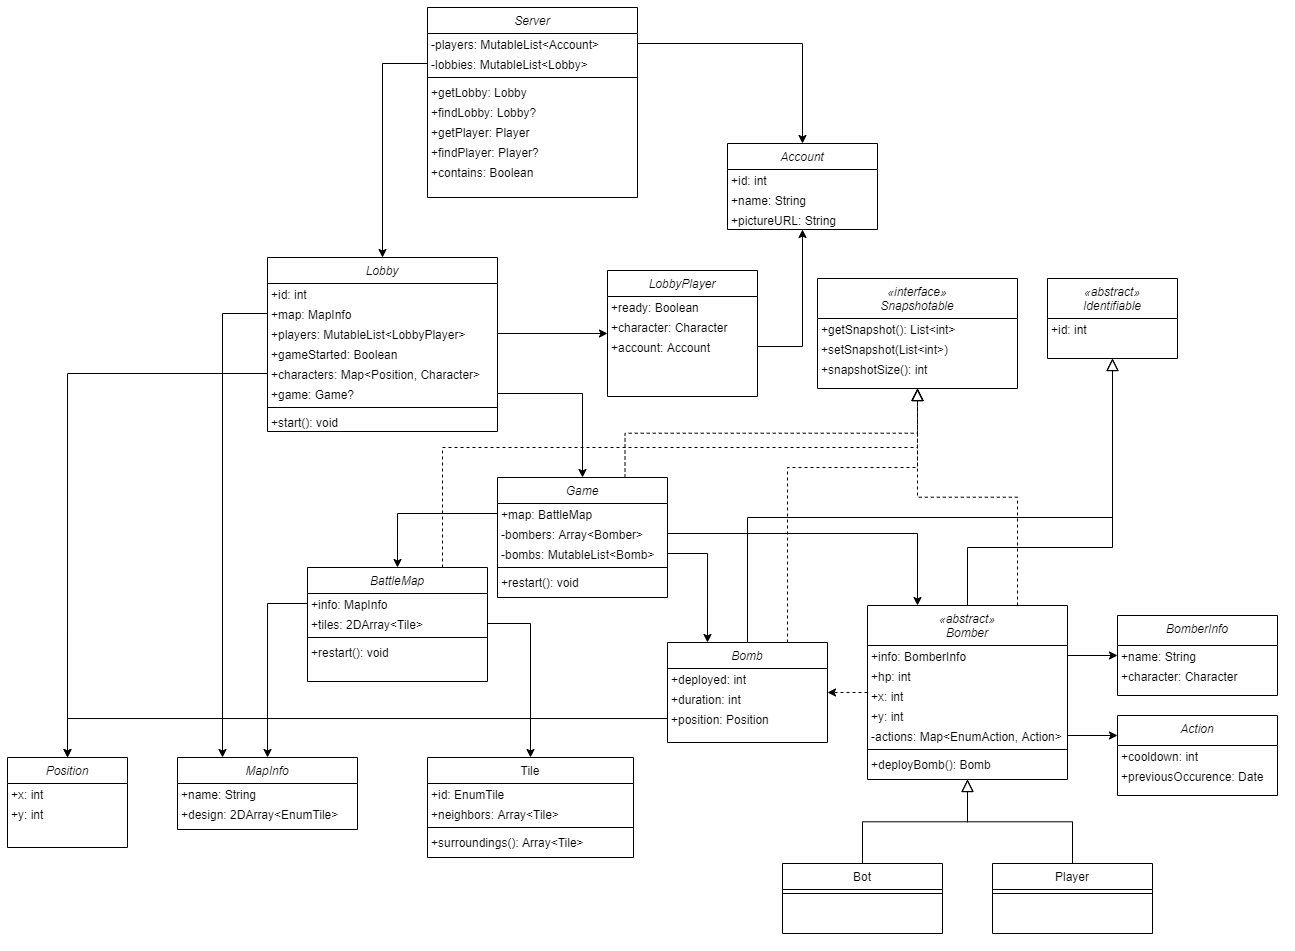 Server
-players: MutableList<Account>
-lobbies: MutableList<Lobby>
+getLobby: Lobby
+findLobby: Lobby?
+getPlayer: Player
+findPlayer: Player?
+contains: Boolean
Account
+id: int
+name: String
+pictureURL: String
Lobby
+id: int
+map: MapInfo
+players: MutableList<LobbyPlayer>
+gameStarted: Boolean
+characters: Map<Position, Character>
+game: Game?
+start(): void
LobbyPlayer
+ready: Boolean
+character: Character
+account: Account
«interface»
Snapshotable
+getSnapshot(): List<int>
+setSnapshot(List<int>)
+snapshotSize(): int
«abstract»
Identifiable
+id: int
Game
+map: BattleMap
-bombers: Array<Bomber>
-bombs: MutableList<Bomb>
+restart(): void
BattleMap
+info: MapInfo
+tiles: 2DArray<Tile>
+restart(): void
Bomb
+deployed: int
+duration: int
+position: Position
«abstract»
Bomber
+info: BomberInfo
+hp: int
+x: int
+y: int
-actions: Map<EnumAction, Action>
+deployBomb(): Bomb
BomberInfo
+name: String
+character: Character
Action
+cooldown: int
+previousOccurence: Date
Position
+x: int
+y: int
MapInfo
+name: String
+design: 2DArray<EnumTile>
Tile
+id: EnumTile
+neighbors: Array<Tile>
+surroundings(): Array<Tile>
Bot
Player